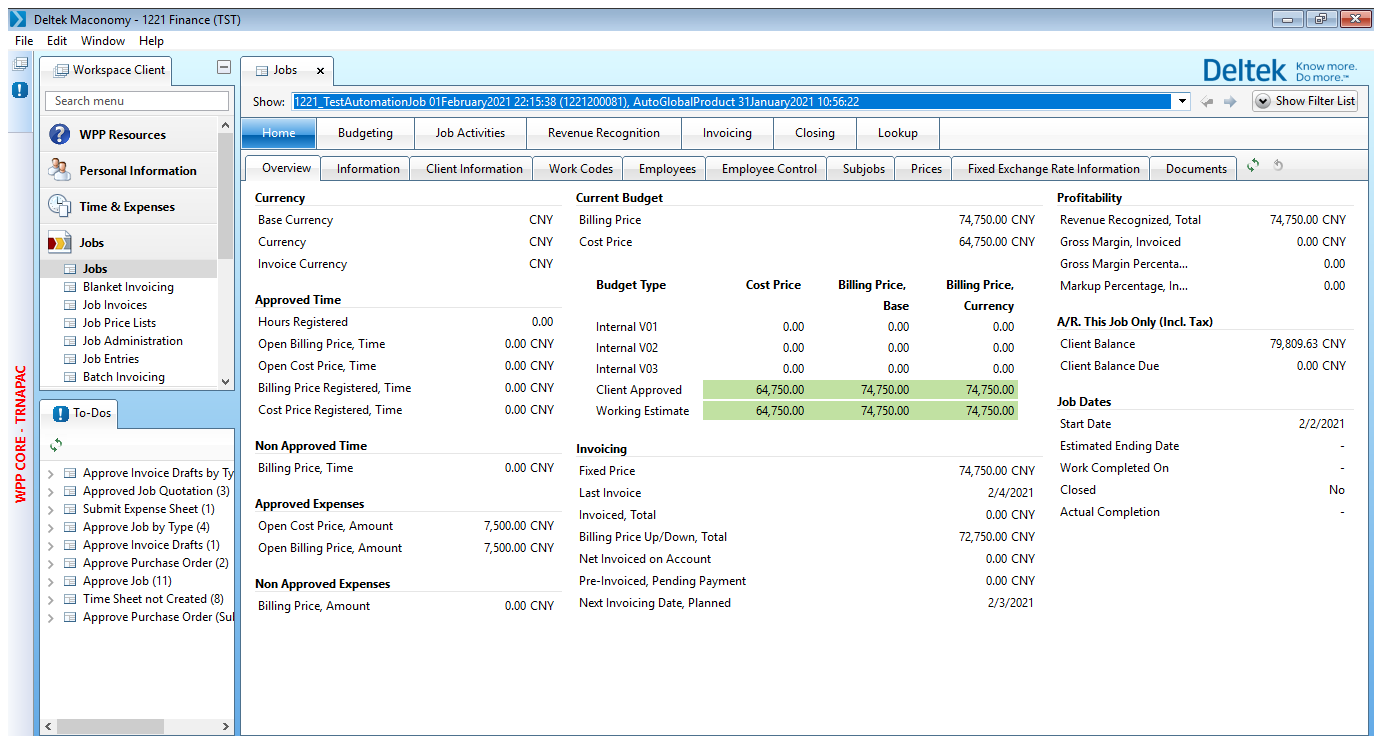 Deltek Maconomy - 1221 Finance (TST)
File Edit Window Help
WPP CORE - TRNAPAC
Workspace Client
Search menu
WPP Resources
Personal Information
Time & Expenses
Jobs
Jobs
Blanket Invoicing
Job Invoices
Job Price Lists
Job Administration
Job Entries
Batch Invoicing
To-Dos
Approve Invoice Drafts by Ty
Approved Job Quotation (3)
Submit Expense Sheet (1)
Approve Job by Type (4)
Approve Invoice Drafts (1)
Approve Purchase Order (2)
Approve Job (11)
Time Sheet not Created (8)
Approve Purchase Order (Sul
Jobs
Deltek Know more.
Do more.™
Show: 1221_TestAutomationJob 01February2021 22:15:38 (1221200081), AutoGlobalProduct 31January2021 10:56:22
Show Filter List
Home Budgeting Job Activities Revenue Recognition Invoicing Closing Lookup
Overview Information Client Information Work Codes Employees Employee Control Subjobs Prices Fixed Exchange Rate Information Documents
Currency
Base Currency CNY
Currency CNY
Invoice Currency CNY
Approved Time
Hours Registered 0.00
Open Billing Price, Time 0.00 CNY
Open Cost Price, Time 0.00 CNY
Billing Price Registered, Time 0.00 CNY
Cost Price Registered, Time 0.00 CNY
Non Approved Time
Billing Price, Time 0.00 CNY
Approved Expenses
Open Cost Price, Amount 7,500.00 CNY
Open Billing Price, Amount 7,500.00 CNY
Non Approved Expenses
Billing Price, Amount 0.00 CNY
Current Budget
Billing Price 74,750.00 CNY
Cost Price 64,750.00 CNY
Budget Type Cost Price Billing Price, Billing Price,
Base Currency
Internal V01 0.00 0.00 0.00
Internal V02 0.00 0.00 0.00
Internal V03 0.00 0.00 0.00
Client Approved 64,750.00 74,750.00 74,750.00
Working Estimate 64,750.00 74,750.00 74,750.00
Invoicing
Fixed Price 74,750.00 CNY
Last Invoice 2/4/2021
Invoiced, Total 0.00 CNY
Billing Price Up/Down, Total 72,750.00 CNY
Net Invoiced on Account 0.00 CNY
Pre-Invoiced, Pending Payment 0.00 CNY
Next Invoicing Date, Planned 2/3/2021
Profitability
Revenue Recognized, Total 74,750.00 CNY
Gross Margin, Invoiced 0.00 CNY
Gross Margin Percenta... 0.00
Markup Percentage, In... 0.00
A/R. This Job Only (Incl. Tax)
Client Balance 79,809.63 CNY
Client Balance Due 0.00 CNY
Job Dates
Start Date 2/2/2021
Estimated Ending Date -
Work Completed On -
Closed No
Actual Completion -